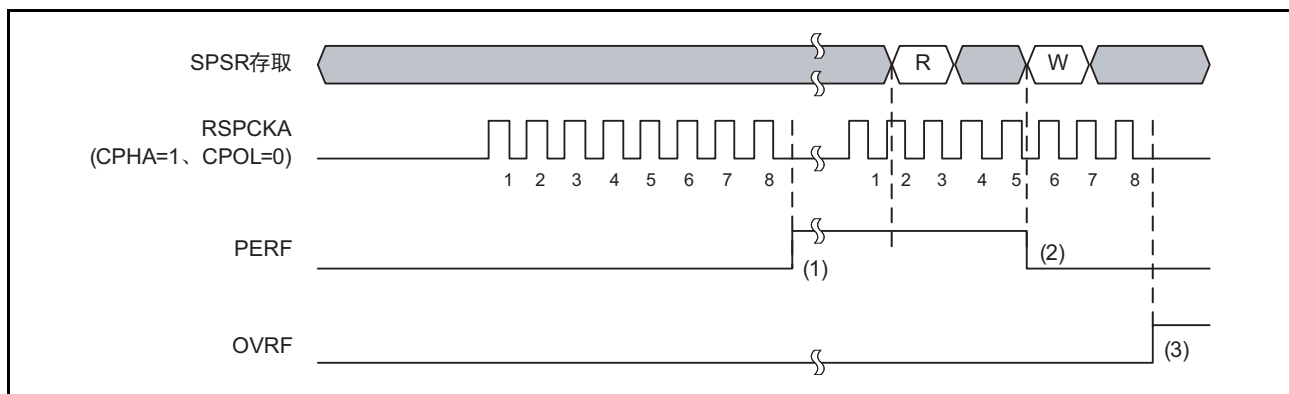 SPSR存取
R W
RSPCKA
(CPHA=1、CPOL=0)
1 2 3 4 5 6 7 8 1 2 3 4 5 6 7 8
PERF
(1) (2)
OVRF
(3)